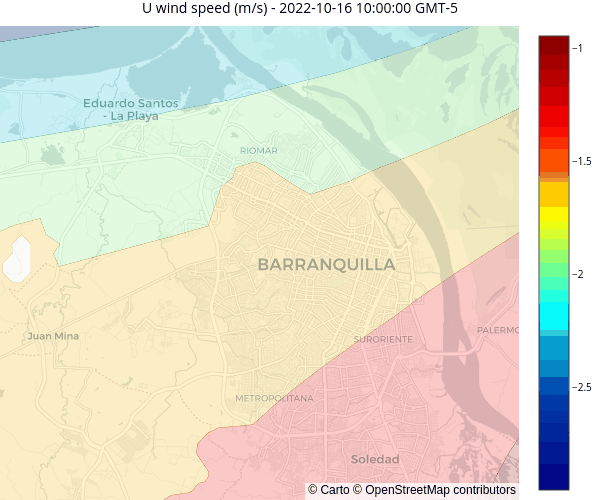 U wind speed (m/s) - 2022-10-16 10:00:00 GMT-5
−1
Eduardo Santos
- La Playa
RIOMAR
−1.5
BARRANQUILLA
−2
Juan Mina
SURORIENTE
PALERMO
−2.5
METROPOLITANA
Soledad
© Carto © OpenStreetMap contributors